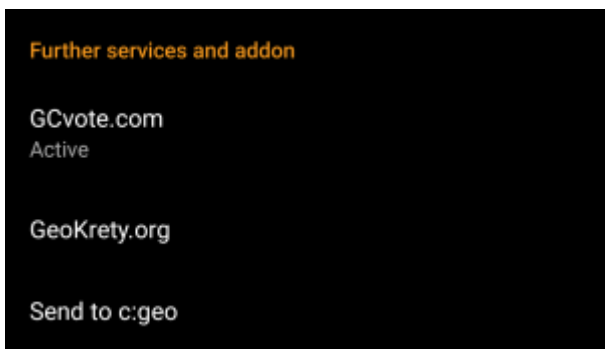 Further services and addon
GCvote.com
Active
GeoKrety.org
Send to c:geo